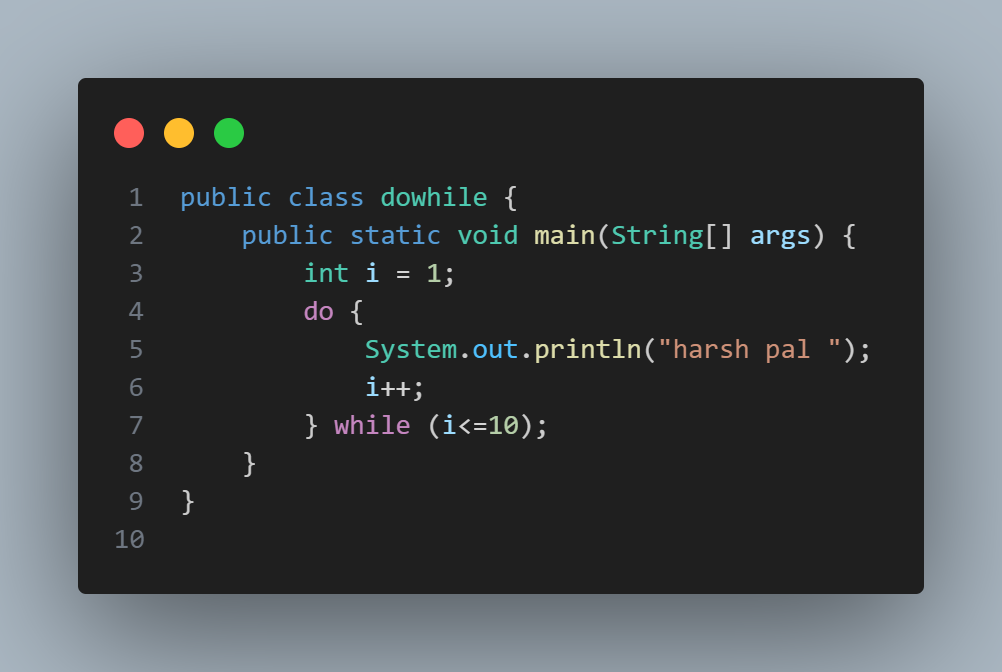 1 public class dowhile {
2     public static void main(String[] args) {
3         int i = 1;
4         do {
5             System.out.println("harsh pal ");
6             i++;
7         } while (i<=10);
8     }
9 }
10